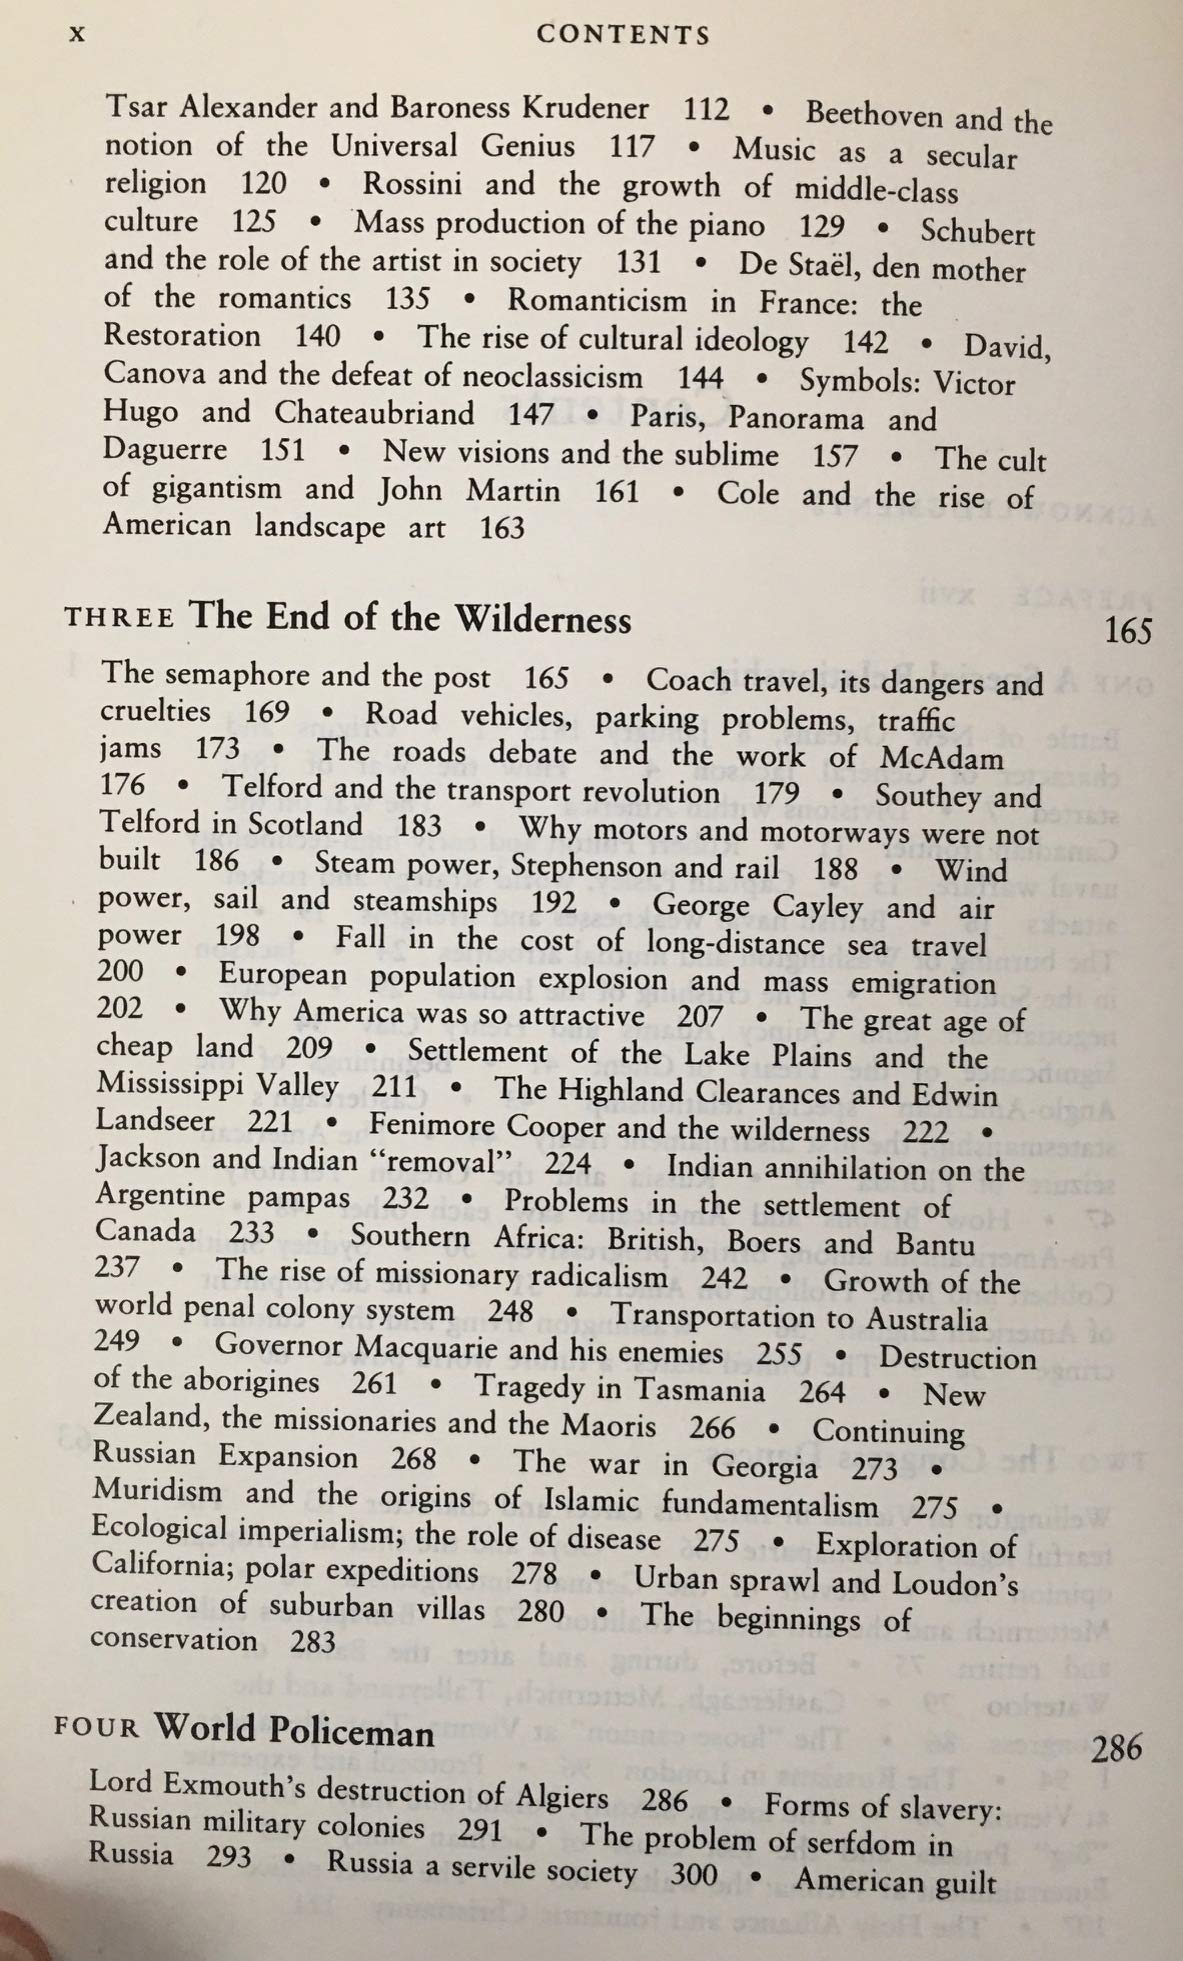 x
CONTENTS
Tsar Alexander and Baroness Krudener 112 • Beethoven and the
notion of the Universal Genius 117 • Music as a secular
religion 120 • Rossini and the growth of middle-class
culture 125 • Mass production of the piano 129 • Schubert
and the role of the artist in society 131 • De Staël, den mother
of the romantics 135 • Romanticism in France: the
Restoration 140 • The rise of cultural ideology 142 • David,
Canova and the defeat of neoclassicism 144 • Symbols: Victor
Hugo and Chateaubriand 147 • Paris, Panorama and
Daguerre 151 • New visions and the sublime 157 • The cult
of gigantism and John Martin 161 • Cole and the rise of
American landscape art 163
THREE The End of the Wilderness 165
The semaphore and the post 165 • Coach travel, its dangers and
cruelties 169 • Road vehicles, parking problems, traffic
jams 173 • The roads debate and the work of McAdam
176 • Telford and the transport revolution 179 • Southey and
Telford in Scotland 183 • Why motors and motorways were not
built 186 • Steam power, Stephenson and rail 188 • Wind
power, sail and steamships 192 • George Cayley and air
power 198 • Fall in the cost of long-distance sea travel
200 • European population explosion and mass emigration
202 • Why America was so attractive 207 • The great age of
cheap land 209 • Settlement of the Lake Plains and the
Mississippi Valley 211 • The Highland Clearances and Edwin
Landseer 221 • Fenimore Cooper and the wilderness 222 •
Jackson and Indian “removal” 224 • Indian annihilation on the
Argentine pampas 232 • Problems in the settlement of
Canada 233 • Southern Africa: British, Boers and Bantu
237 • The rise of missionary radicalism 242 • Growth of the
world penal colony system 248 • Transportation to Australia
249 • Governor Macquarie and his enemies 255 • Destruction
of the aborigines 261 • Tragedy in Tasmania 264 • New
Zealand, the missionaries and the Maoris 266 • Continuing
Russian Expansion 268 • The war in Georgia 273 •
Muridism and the origins of Islamic fundamentalism 275 •
Ecological imperialism; the role of disease 275 • Exploration of
California; polar expeditions 278 • Urban sprawl and Loudon’s
creation of suburban villas 280 • The beginnings of
conservation 283
FOUR World Policeman 286
Lord Exmouth’s destruction of Algiers 286 • Forms of slavery:
Russian military colonies 291 • The problem of serfdom in
Russia 293 • Russia a servile society 300 • American guilt